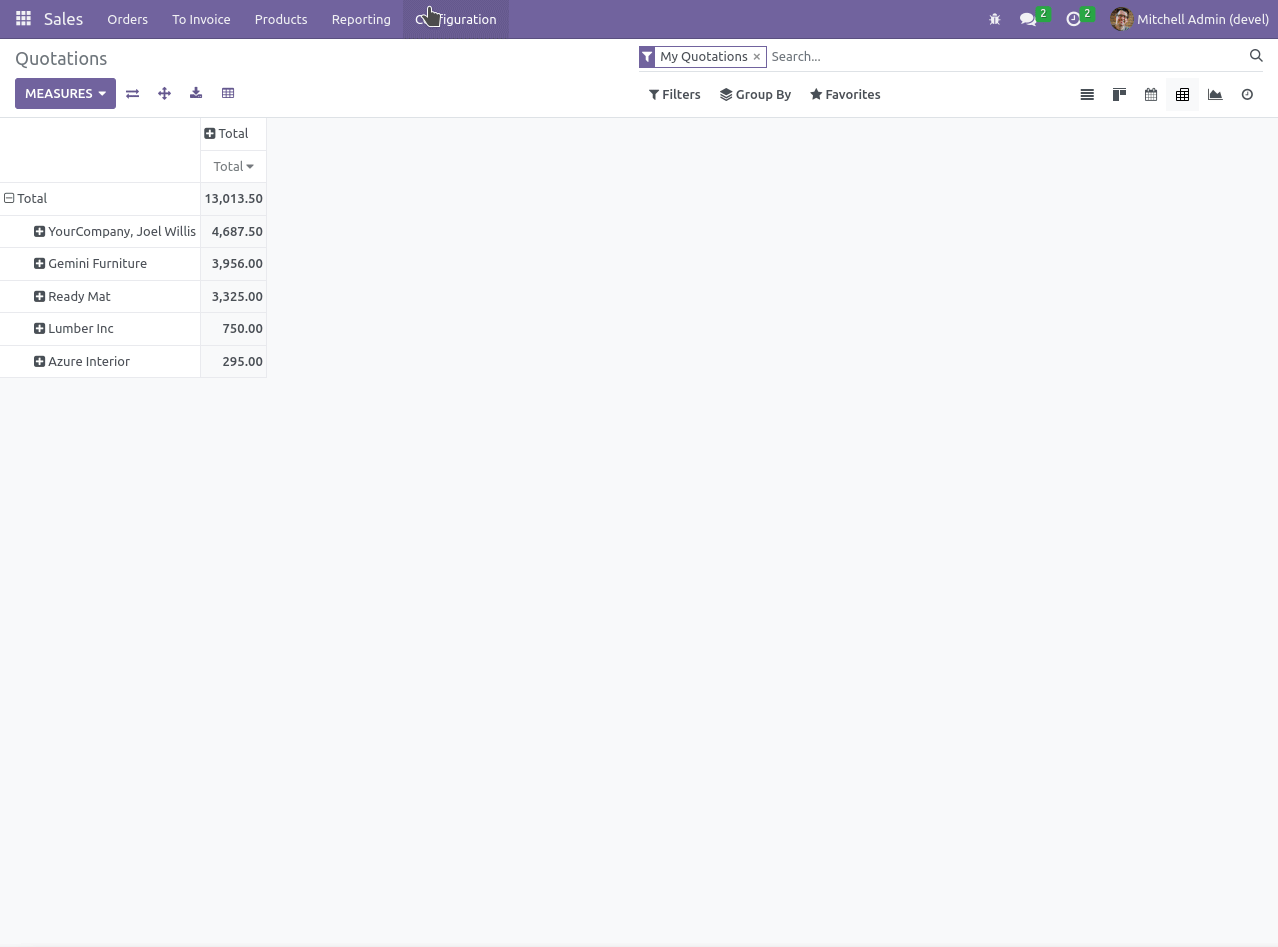 Sales Orders To Invoice Products Reporting Configuration 2 2 Mitchell Admin (devel)
Quotations My Quotations × Search...
MEASURES Filters Group By Favorites
Total
Total
Total 13,013.50
YourCompany, Joel Willis 4,687.50
Gemini Furniture 3,956.00
Ready Mat 3,325.00
Lumber Inc 750.00
Azure Interior 295.00